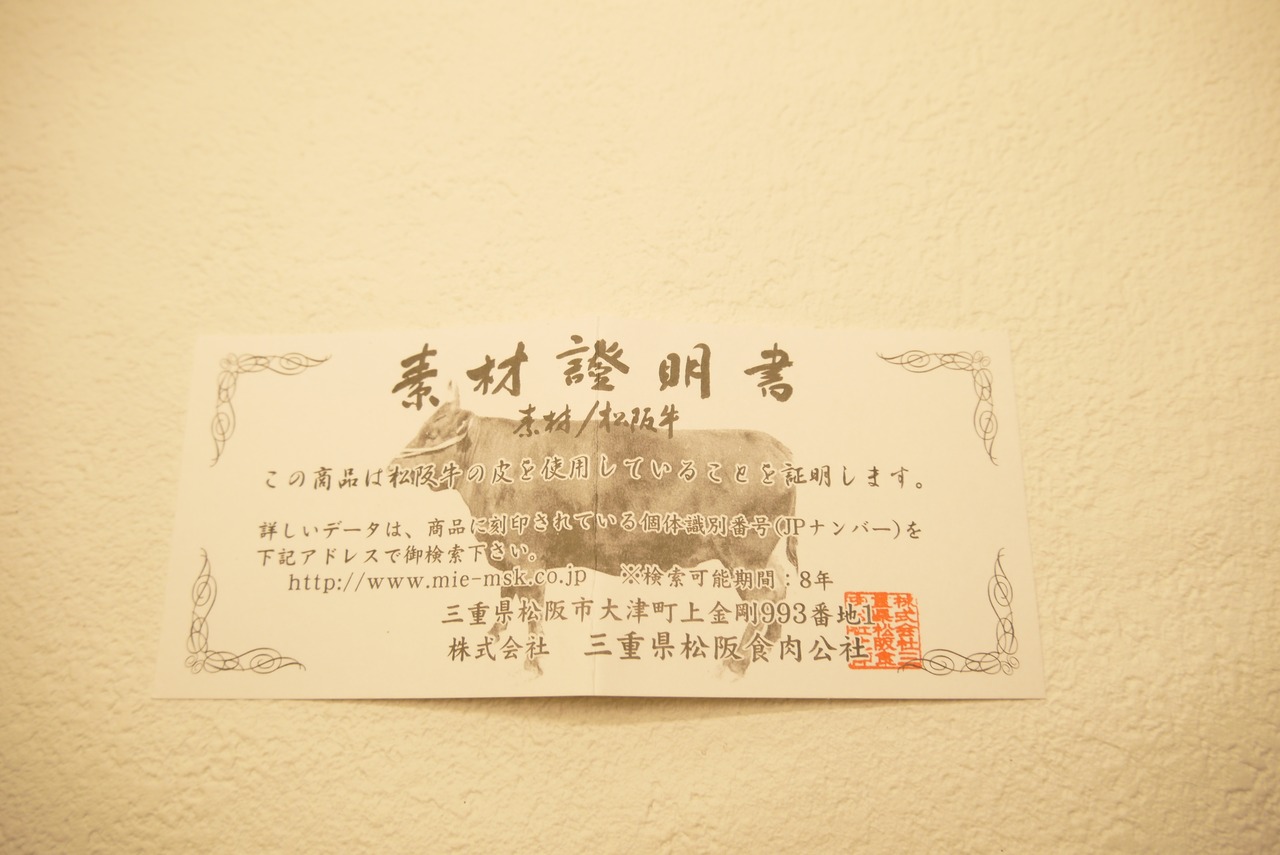 素材證明書
素材/松阪牛
この商品は松阪牛の皮を使用していることを証明します。
詳しいデータは、商品に刻印されている個体識別番号(JPナンバー)を
下記アドレスで御検索下さい。
http://www.mie-msk.co.jp　※検索可能期間：8年
三重県松阪市大津町上金剛993番地1
株式会社　三重県松阪食肉公社